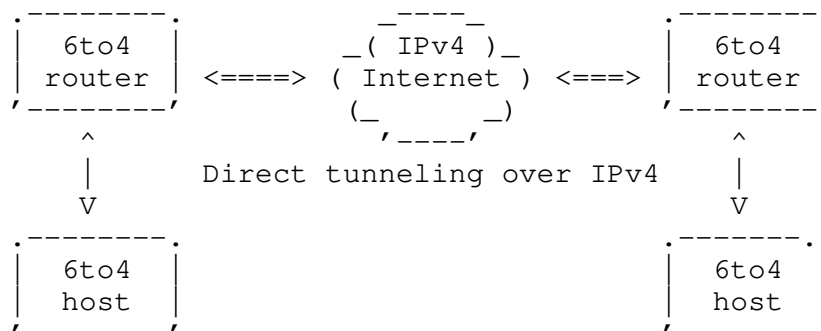 6to4 _( IPv4 )_ 6to4
router <====> ( Internet ) <===> router
(_ _)
^ ^
| Direct tunneling over IPv4 |
V V
6to4 6to4
host host